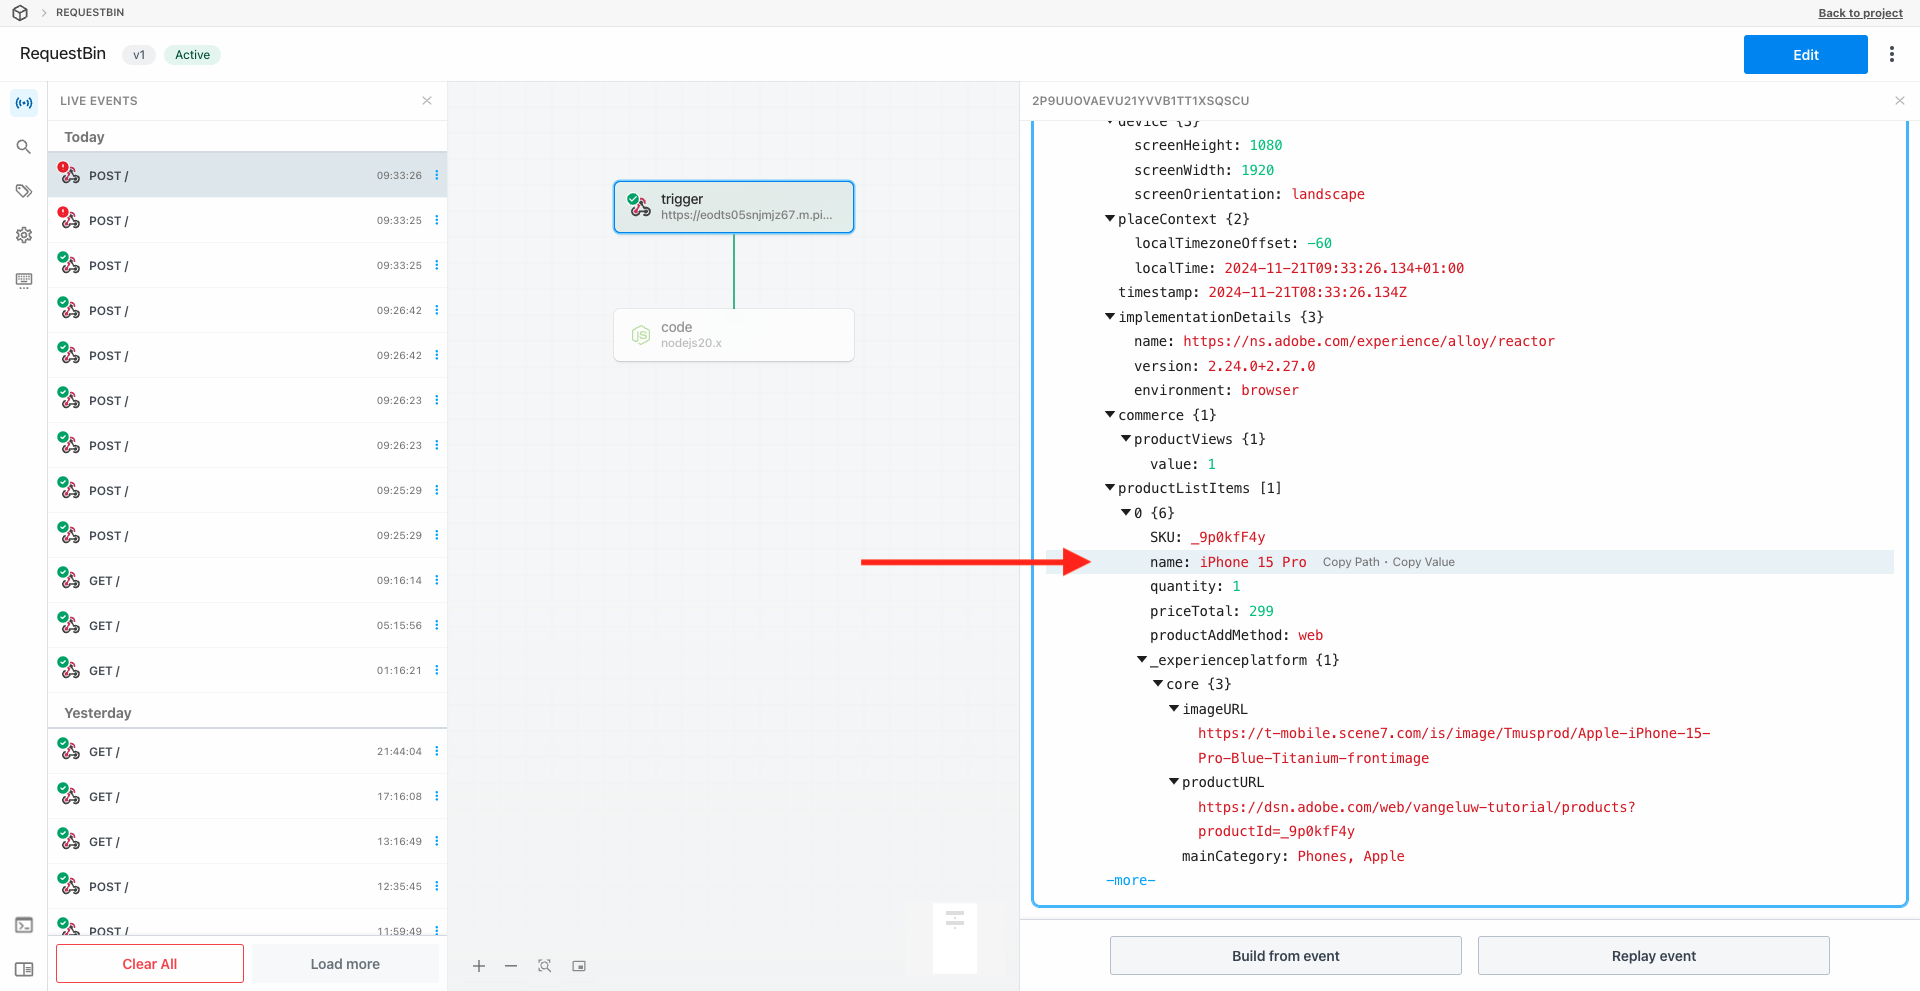 REQUESTBIN
Back to project
RequestBin
v1
Active
Edit
LIVE EVENTS
Today
POST /
09:33:26
POST /
09:33:25
POST /
09:33:25
POST /
09:26:42
POST /
09:26:42
POST /
09:26:23
POST /
09:26:23
POST /
09:25:29
POST /
09:25:29
GET /
09:16:14
GET /
05:15:56
GET /
01:16:21
Yesterday
GET /
21:44:04
GET /
17:16:08
GET /
13:16:49
POST /
12:35:45
POST /
11:59:49
Clear All
Load more
trigger
https://eodts05snjmjz67.m.pi...
code
nodejs20.x
2P9UUOVAEVU21YVVB1TT1XSQSCU
device {3}
screenHeight: 1080
screenWidth: 1920
screenOrientation: landscape
placeContext {2}
localTimezoneOffset: -60
localTime: 2024-11-21T09:33:26.134+01:00
timestamp: 2024-11-21T08:33:26.134Z
implementationDetails {3}
name: https://ns.adobe.com/experience/alloy/reactor
version: 2.24.0+2.27.0
environment: browser
commerce {1}
productViews {1}
value: 1
productListItems [1]
0 {6}
SKU: _9p0kfF4y
name: iPhone 15 Pro Copy Path • Copy Value
quantity: 1
priceTotal: 299
productAddMethod: web
_experienceplatform {1}
core {3}
imageURL
https://t-mobile.scene7.com/is/image/Tmusprod/Apple-iPhone-15-
Pro-Blue-Titanium-frontimage
productURL
https://dsn.adobe.com/web/vangeluw-tutorial/products?
productId=_9p0kfF4y
mainCategory: Phones, Apple
-more-
Build from event
Replay event